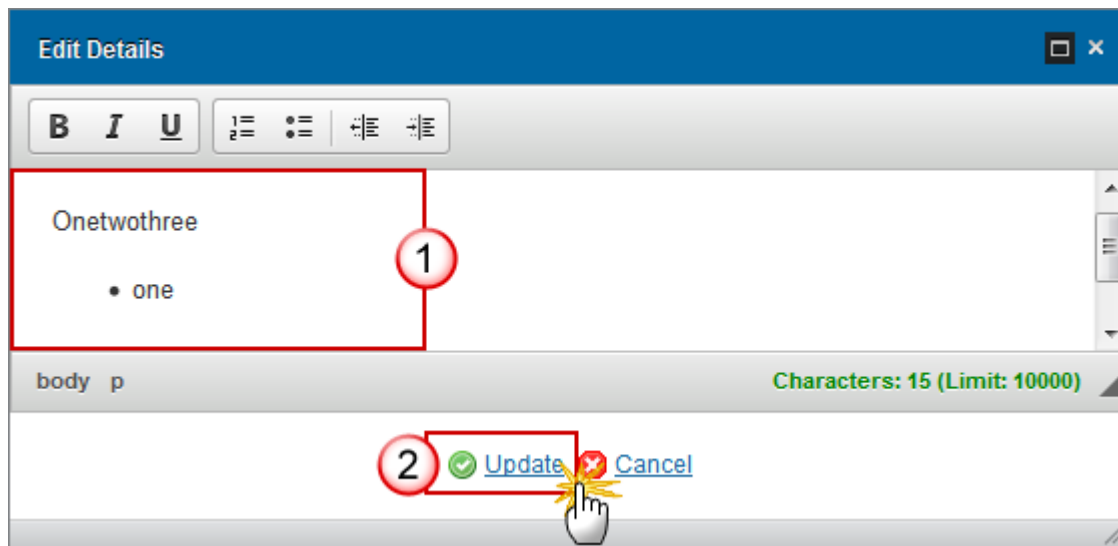 Edit Details
B I U
Onetwothree
1
• one
body p Characters: 15 (Limit: 10000)
2 Update Cancel